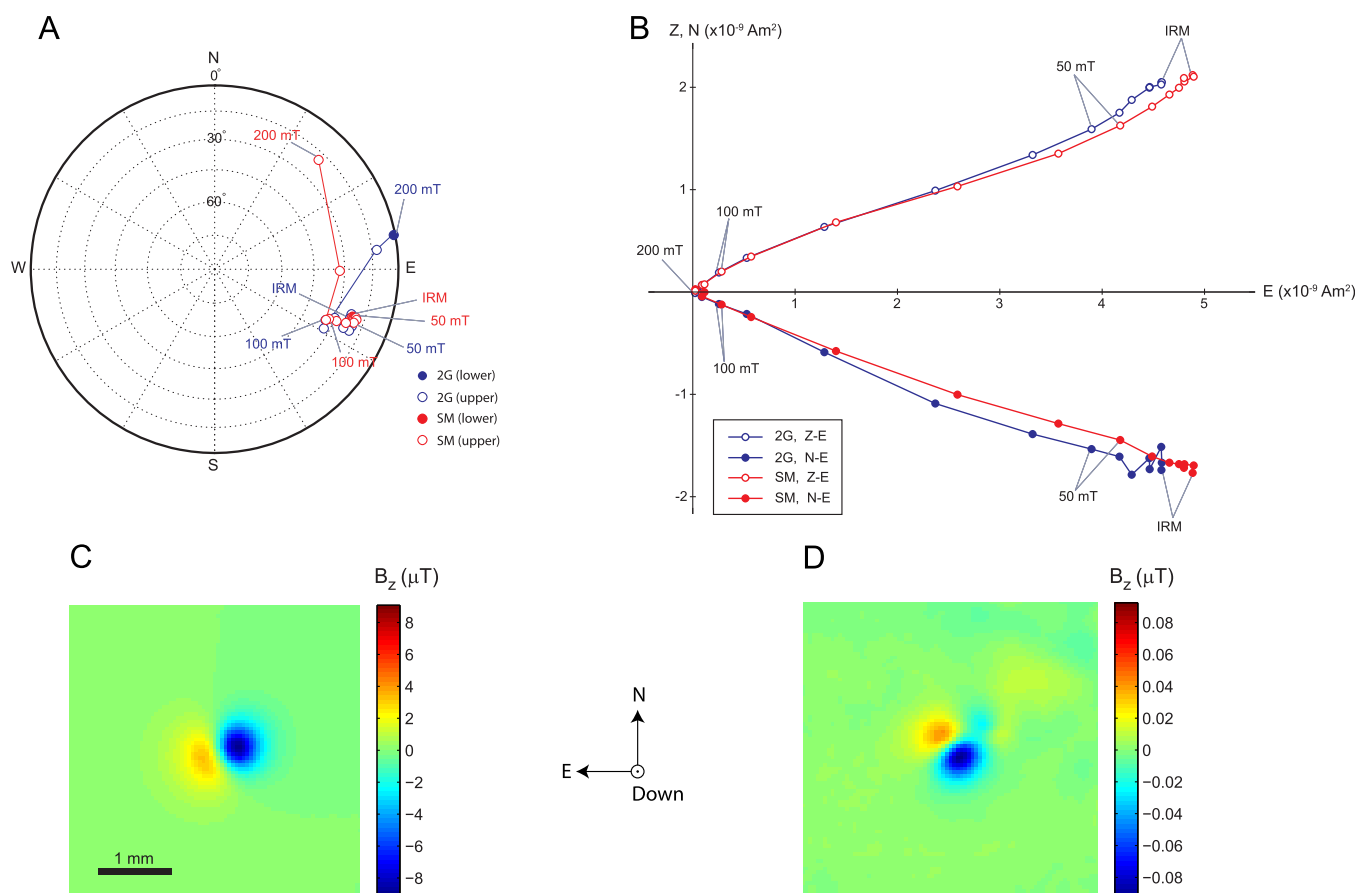 A
N
0°
30°
60°
W
E
S
200 mT
200 mT
IRM
IRM
50 mT
100 mT
50 mT
100 mT
2G (lower)
2G (upper)
SM (lower)
SM (upper)
B
Z, N (x10⁻⁹ Am²)
IRM
50 mT
2
1
100 mT
200 mT
1
2
3
4
5
E (x10⁻⁹ Am²)
100 mT
-1
-2
50 mT
IRM
2G, Z-E
2G, N-E
SM, Z-E
SM, N-E
C
B_z (μT)
8
6
4
2
0
−2
−4
−6
−8
1 mm
N
E
Down
D
B_z (μT)
0.08
0.06
0.04
0.02
0
−0.02
−0.04
−0.06
−0.08